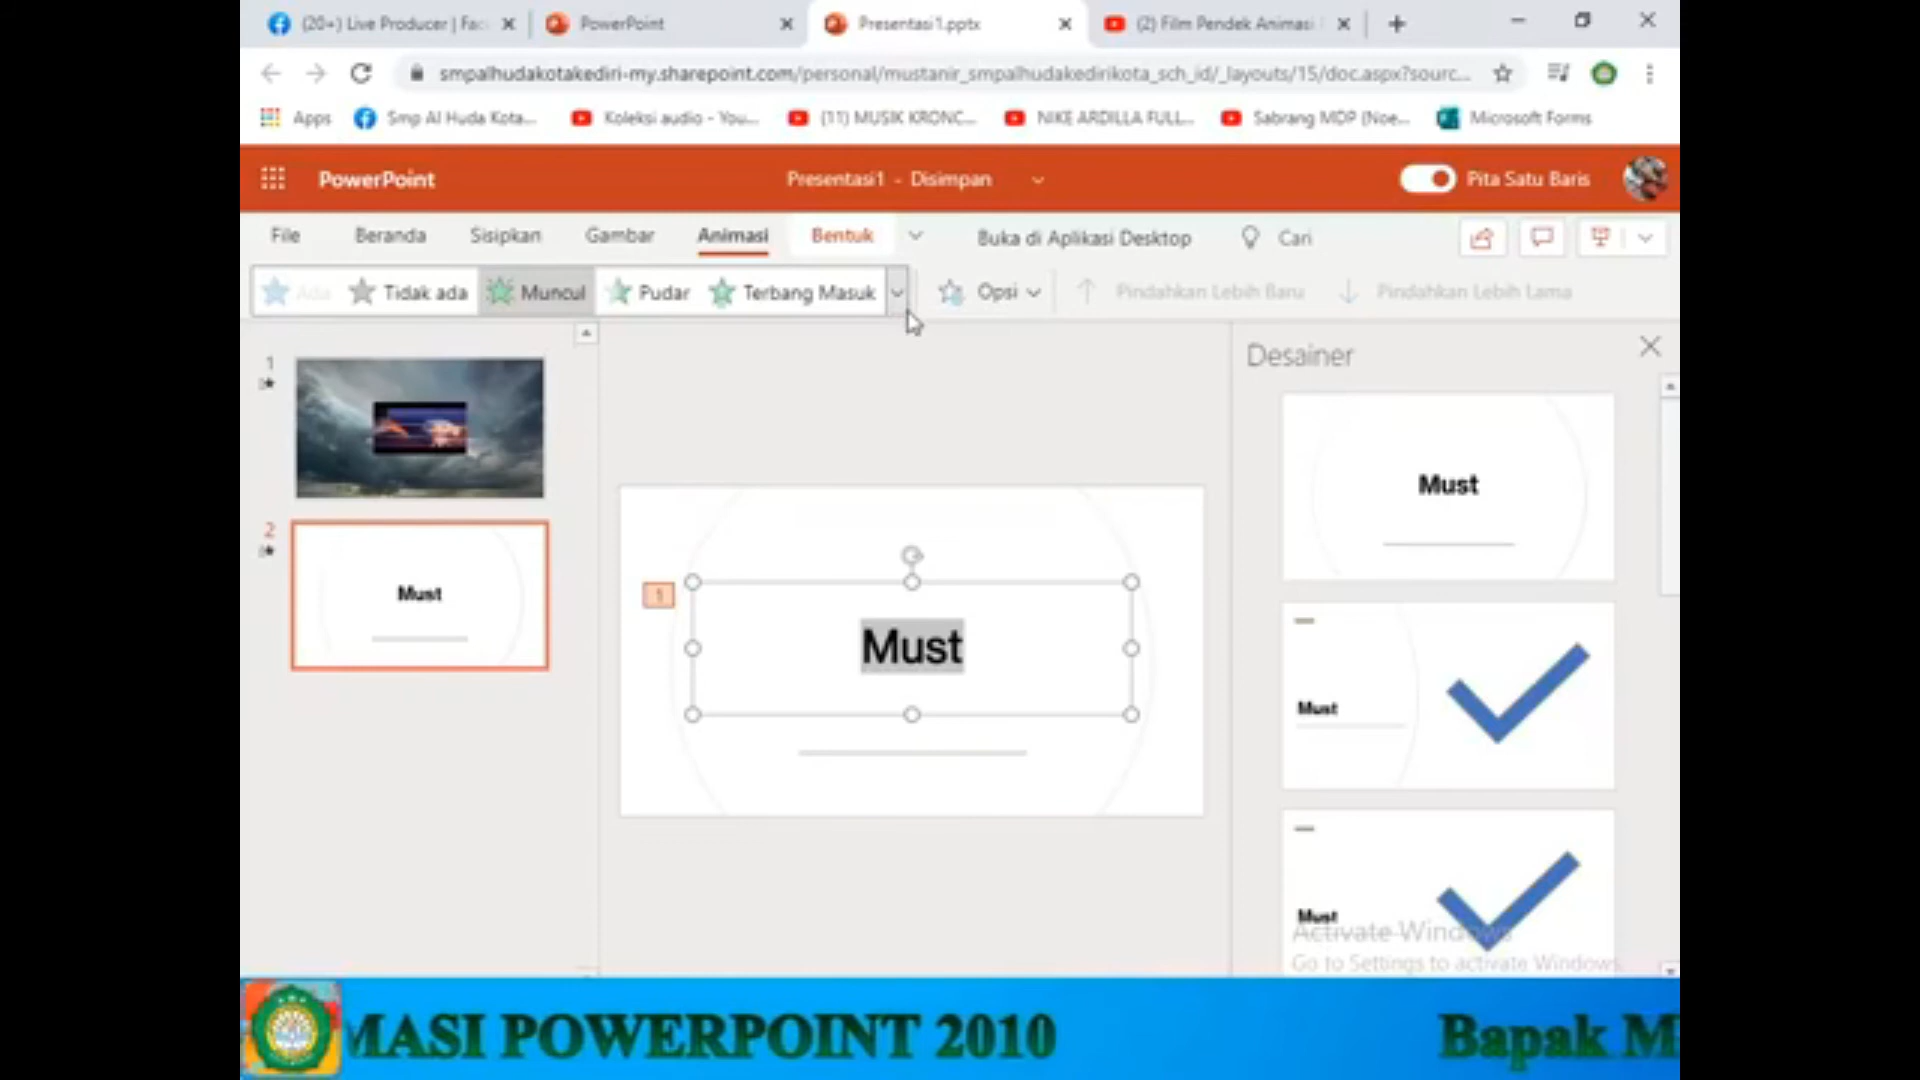 (20+) Live Producer | Fac
PowerPoint
Presentasi1.pptx
(2) Film Pendek Animasi
smpalhudakotakediri-my.sharepoint.com/personal/mustanir_smpalhudakedirikota_sch_id/_layouts/15/doc.aspx?sourc...
Apps
Smp Al Huda Kota...
Koleksi audio - You...
(11) MUSIK KRONC...
NIKE ARDILLA FULL...
Sabrang MDP (Noe...
Microsoft Forms
PowerPoint
Presentasi1 - Disimpan
Pita Satu Baris
File
Beranda
Sisipkan
Gambar
Animasi
Bentuk
Buka di Aplikasi Desktop
Cari
Tidak ada
Muncul
Pudar
Terbang Masuk
Opsi
Pindahkan Lebih Baru
Pindahkan Lebih Lama
1
2
Must
1
Must
Desainer
Must
Must
Must
Activate Windows
Go to Settings to activate Windows.
MASI POWERPOINT 2010
Bapak M